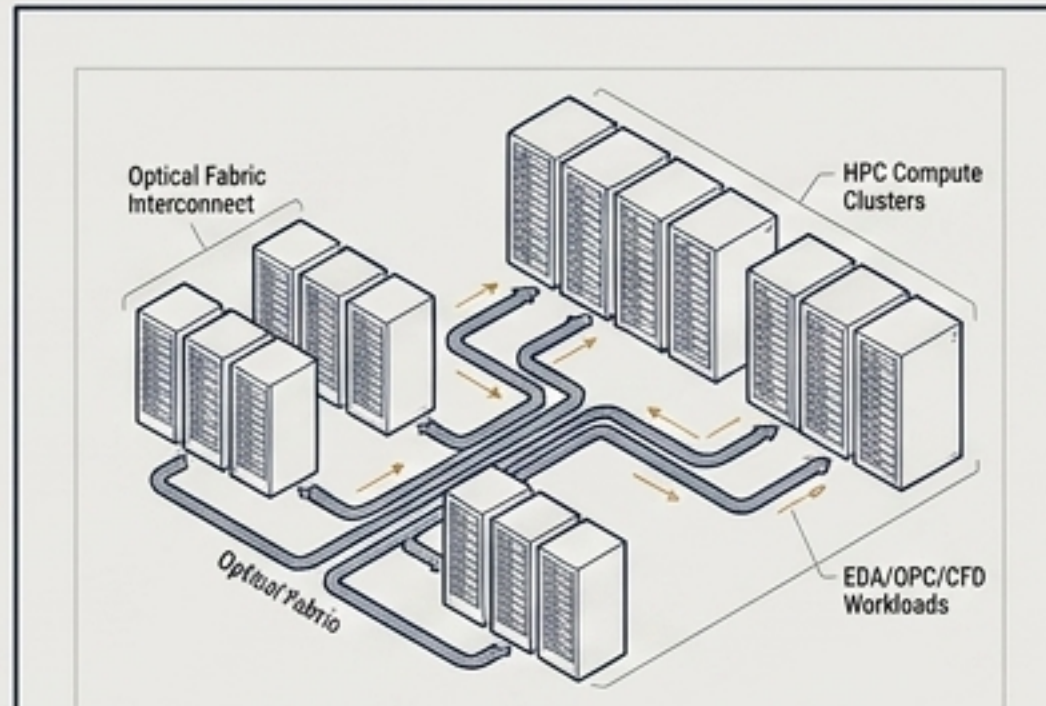 Optical Fabric
Interconnect
HPC Compute
Clusters
EDA/OPC/CFD
Workloads